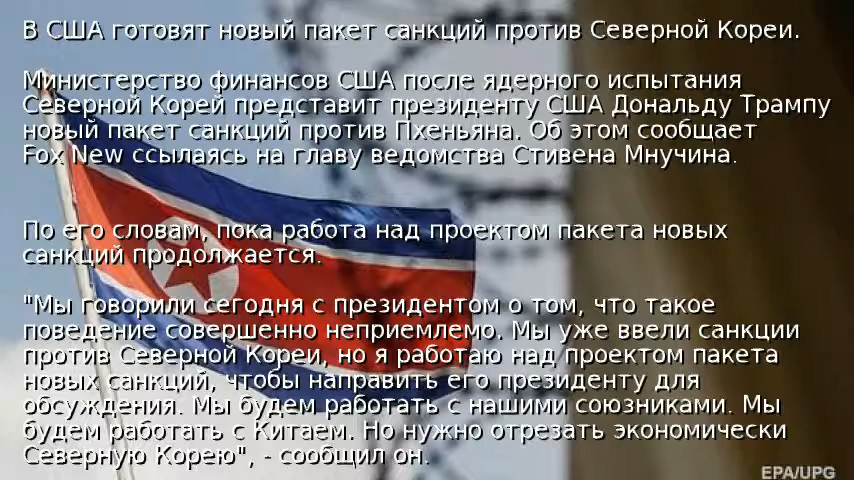 В США готовят новый пакет санкций против Северной Кореи.
Министерство финансов США после ядерного испытания
Северной Корей представит президенту США Дональду Трампу
новый пакет санкций против Пхеньяна. Об этом сообщает
Fox New ссылаясь на главу ведомства Стивена Мнучина.
По его словам, пока работа над проектом пакета новых
санкций продолжается.
"Мы говорили сегодня с президентом о том, что такое
поведение совершенно неприемлемо. Мы уже ввели санкции
против Северной Кореи, но я работаю над проектом пакета
новых санкций, чтобы направить его президенту для
обсуждения. Мы будем работать с нашими союзниками. Мы
будем работать с Китаем. Но нужно отрезать экономически
Северную Корею", - сообщил он.
EPA/UPG